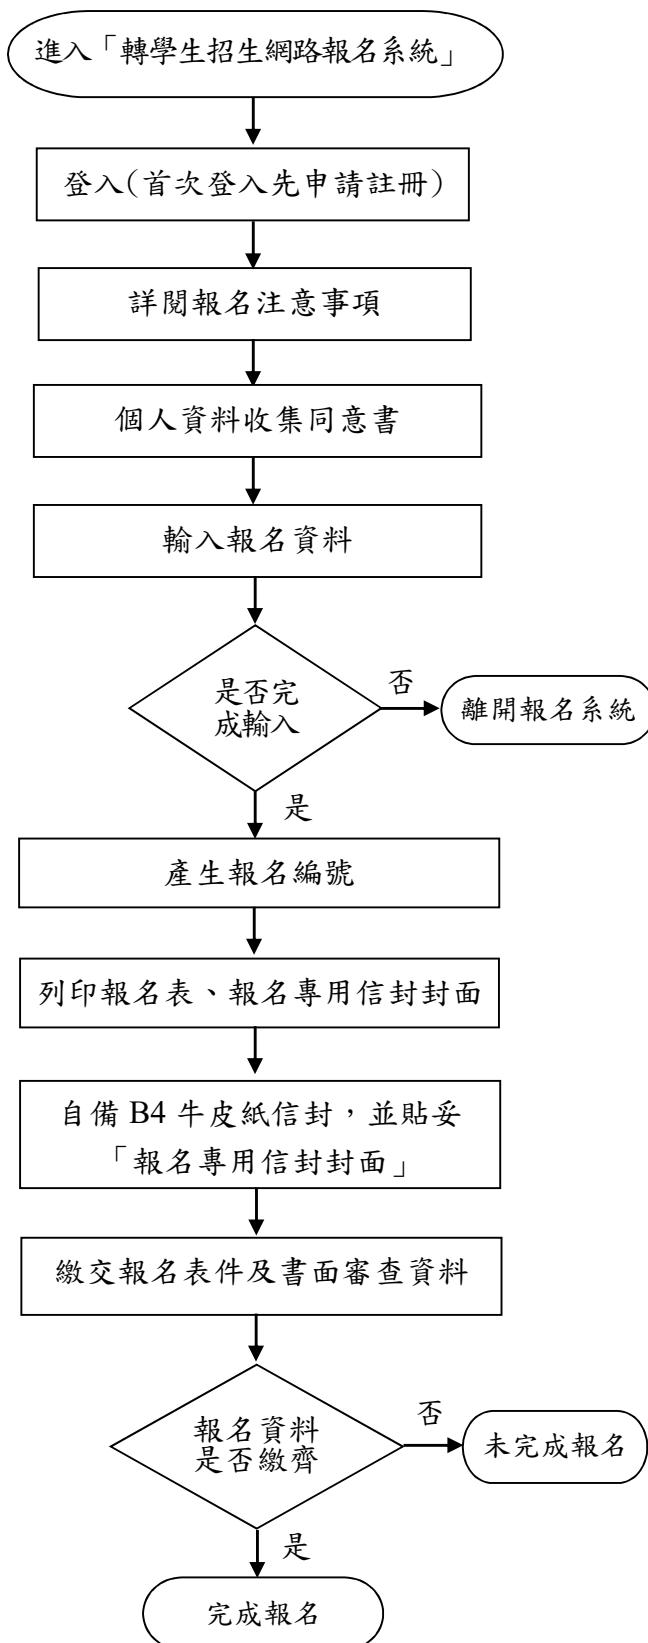 進入「轉學生招生網路報名系統」
登入(首次登入先申請註冊)
詳閱報名注意事項
個人資料收集同意書
輸入報名資料
是否完
成輸入
否
離開報名系統
是
產生報名編號
列印報名表、報名專用信封封面
自備 B4 牛皮紙信封，並貼妥
「報名專用信封封面」
繳交報名表件及書面審查資料
報名資料
是否繳齊
否
未完成報名
是
完成報名